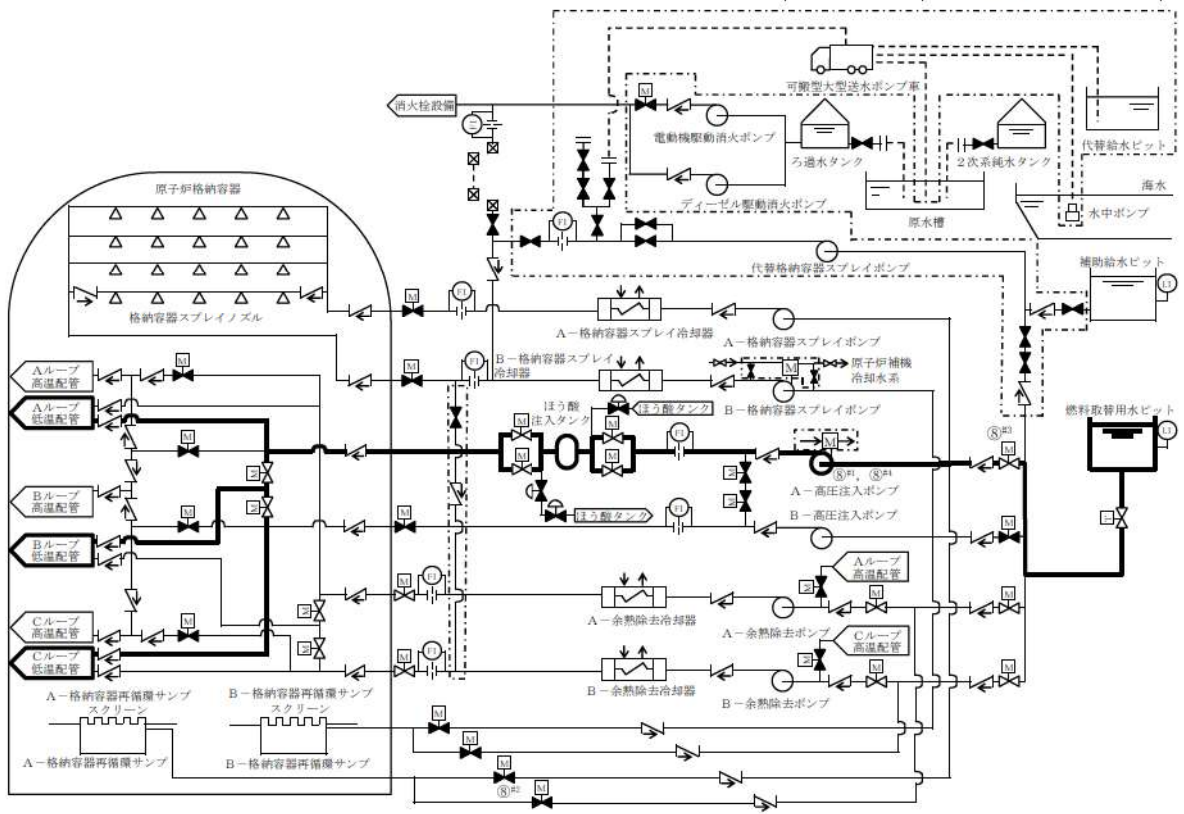 可搬型大型送水ポンプ車
消火栓設備
M
電動機駆動消火ポンプ
ろ過水タンク
2次系純水タンク
代替給水ピット
海水
ディーゼル駆動消火ポンプ
原水槽
水中ポンプ
FI
代替格納容器スプレイポンプ
補助給水ピット
LI
原子炉格納容器
格納容器スプレイノズル
M
FI
A-格納容器スプレイ冷却器
A-格納容器スプレイポンプ
M
B-格納容器スプレイ
冷却器
FI
M
原子炉補機
冷却水系
B-格納容器スプレイポンプ
燃料取替用水ピット
LI
Aループ
高温配管
M
Aループ
低温配管
ほう酸
注入タンク
ほう酸タンク
M
M
M
M
FI
M
⑧#1、⑧#4
A-高圧注入ポンプ
⑧#3
M
M
M
M
Bループ
高温配管
ほう酸タンク
M
M
FI
M
M
B-高圧注入ポンプ
M
Bループ
低温配管
M
FI
A-余熱除去冷却器
Aループ
高温配管
M
M
A-余熱除去ポンプ
M
Cループ
高温配管
M
M
M
Cループ
低温配管
M
FI
B-余熱除去冷却器
Cループ
高温配管
M
M
B-余熱除去ポンプ
M
A-格納容器再循環サンプ
スクリーン
B-格納容器再循環サンプ
スクリーン
A-格納容器再循環サンプ
B-格納容器再循環サンプ
M
M
M
⑧#2
M